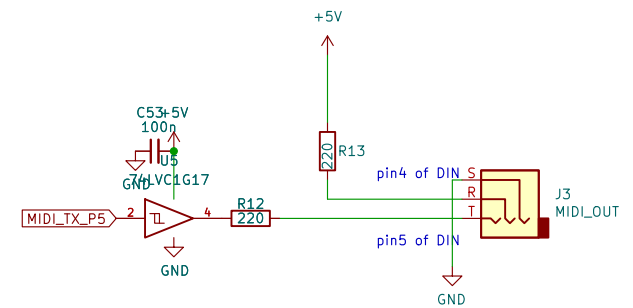 +5V
C53
+5V
100n
U5
74LVC1G17
GND
MIDI_TX_P5
2
4
R12
220
GND
220
R13
pin4 of DIN
S
R
T
J3
MIDI_OUT
pin5 of DIN
GND